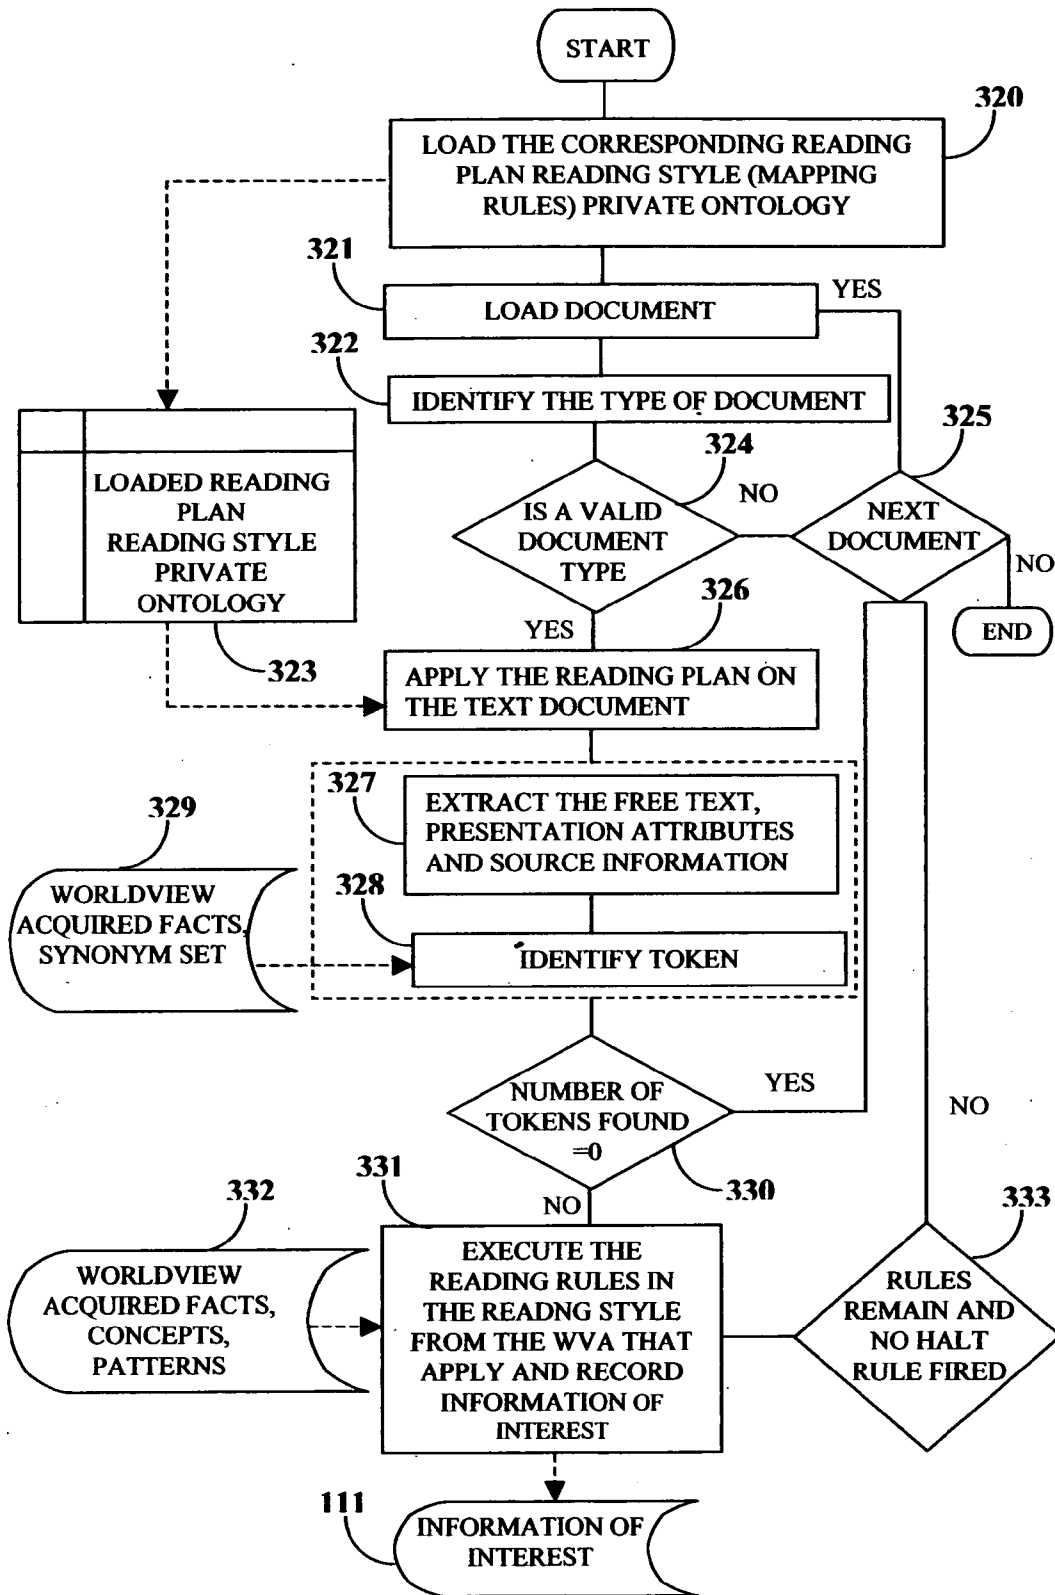 START
320
LOAD THE CORRESPONDING READING
PLAN READING STYLE (MAPPING
RULES) PRIVATE ONTOLOGY
321
YES
LOAD DOCUMENT
322
IDENTIFY THE TYPE OF DOCUMENT
324
325
LOADED READING
PLAN
READING STYLE
PRIVATE
ONTOLOGY
323
IS A VALID
DOCUMENT
TYPE
NO
NEXT
DOCUMENT
NO
END
YES
326
APPLY THE READING PLAN ON
THE TEXT DOCUMENT
327
EXTRACT THE FREE TEXT,
PRESENTATION ATTRIBUTES
AND SOURCE INFORMATION
329
WORLDVIEW
ACQUIRED FACTS,
SYNONYM SET
328
IDENTIFY TOKEN
NUMBER OF
TOKENS FOUND
=0
YES
NO
330
NO
331
332
WORLDVIEW
ACQUIRED FACTS,
CONCEPTS,
PATTERNS
EXECUTE THE
READING RULES IN
THE READNG STYLE
FROM THE WVA THAT
APPLY AND RECORD
INFORMATION OF
INTEREST
333
RULES
REMAIN AND
NO HALT
RULE FIRED
111
INFORMATION OF
INTEREST